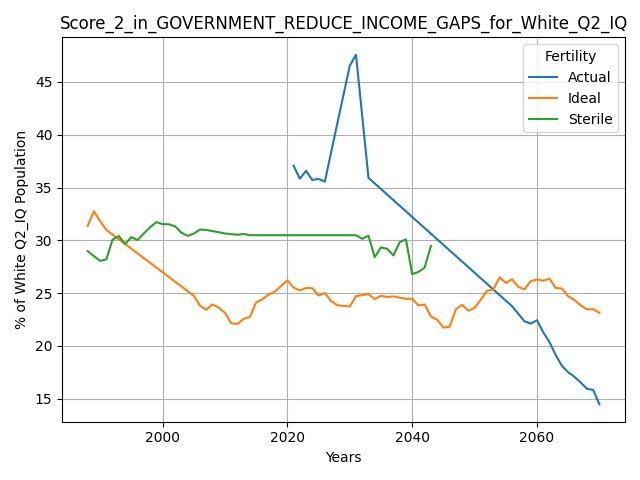 Score_2_in_GOVERNMENT_REDUCE_INCOME_GAPS_for_White_Q2_IQ
Fertility
Actual
Ideal
Sterile
% of White Q2_IQ Population
45
40
35
30
25
20
15
2000
2020
2040
2060
Years